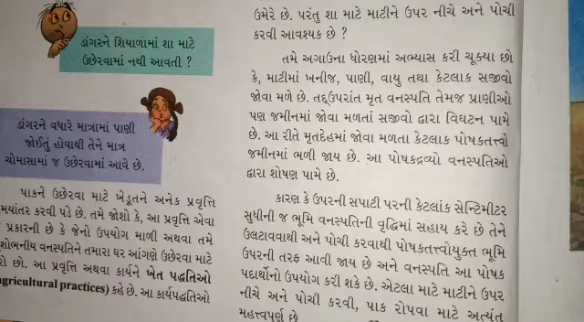 ડાંગરને શિયાળામાં શા માટે
ઉછેરવામાં નથી આવતી ?
ડાંગરને વધારે માત્રામાં પાણી
જોઈતું હોવાથી તેને માત્ર
ચોમાસામાં જ ઉછેરવામાં આવે છે.
પાકને ઉછેરવા માટે ખેડૂતને અનેક પ્રવૃત્તિ
મયાંતર કરવી પડે છે. તમે જોશો કે, આ પ્રવૃત્તિ એવા
પ્રકારની છે કે જેનો ઉપયોગ માળી અથવા તમે
શોભનીય વનસ્પતિને તમારા ઘર આંગણે ઉછેરવા માટે
છો. આ પ્રવૃત્તિ અથવા કાર્યને ખેત પદ્ધતિઓ
agricultural practices) કહે છે. આ કાર્યપદ્ધતિઓ
ઉમેરે છે. પરંતુ શા માટે માટીને ઉપર નીચે અને પોચી
કરવી આવશ્યક છે ?
તમે અગાઉના ધોરણમાં અભ્યાસ કરી ચૂક્યા છો
કે, માટીમાં ખનીજ, પાણી, વાયુ તથા કેટલાક સજીવો
જોવા મળે છે. તદ્ઉપરાંત મૃત વનસ્પતિ તેમજ પ્રાણીઓ
પણ જમીનમાં જોવા મળતાં સજીવો દ્વારા વિઘટન પામે
છે. આ રીતે મૃતદેહમાં જોવા મળતા કેટલાક પોષકતત્ત્વો
જમીનમાં ભળી જાય છે. આ પોષકદ્રવ્યો વનસ્પતિઓ
દ્વારા શોષણ પામે છે.
કારણ કે ઉપરની સપાટી પરની કેટલાંક સેન્ટિમીટર
સુધીની જ ભૂમિ વનસ્પતિની વૃદ્ધિમાં સહાય કરે છે તેને
ઉલટાવવાથી અને પોચી કરવાથી પોષકતત્ત્વોયુક્ત ભૂમિ
ઉપરની તરફ આવી જાય છે અને વનસ્પતિ આ પોષક
પદાર્થોનો ઉપયોગ કરી શકે છે. એટલા માટે માટીને ઉપર
નીચે અને પોચી કરવી, પાક રોપવા માટે અત્યંત
મહત્ત્વપૂર્ણ છે